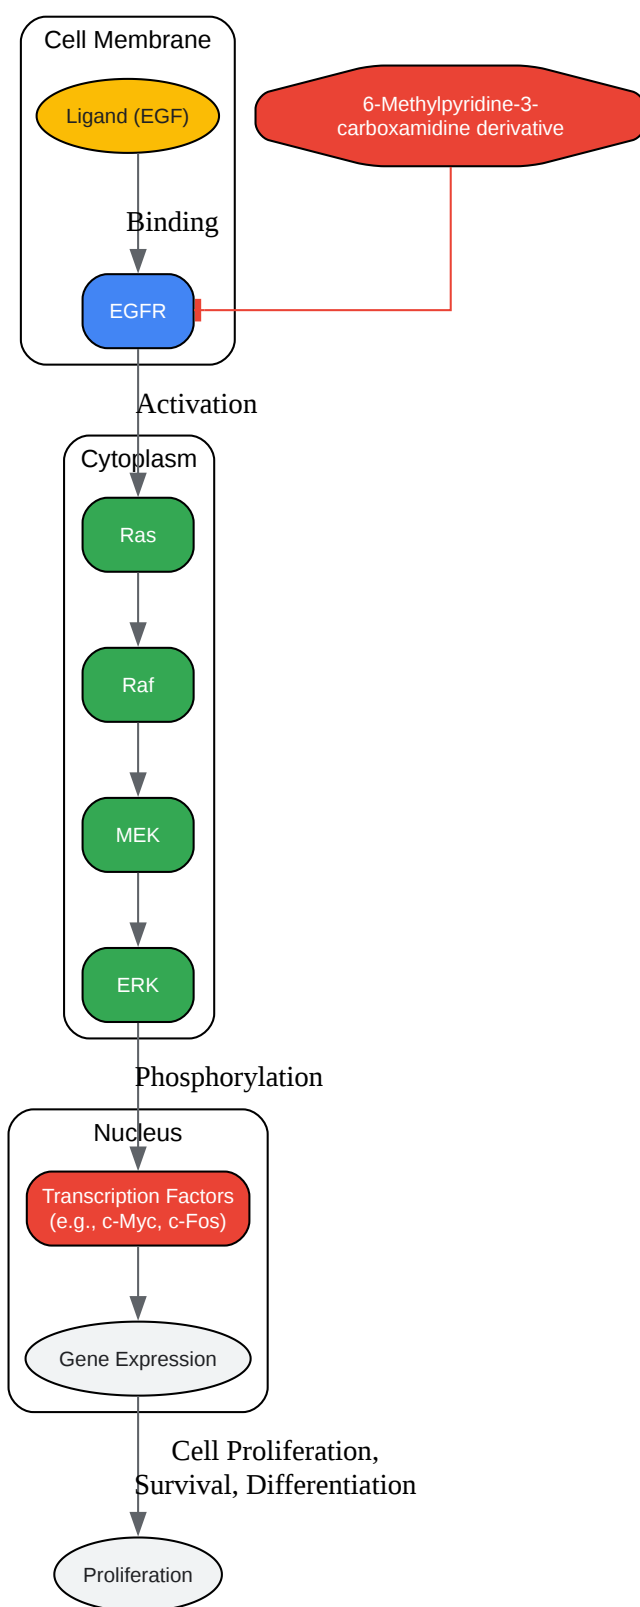 Cell Membrane
Ligand (EGF)
6-Methylpyridine-3-
carboxamidine derivative
Binding
EGFR
Activation
Cytoplasm
Ras
Raf
MEK
ERK
Phosphorylation
Nucleus
Transcription Factors
(e.g., c-Myc, c-Fos)
Gene Expression
Cell Proliferation,
Survival, Differentiation
Proliferation